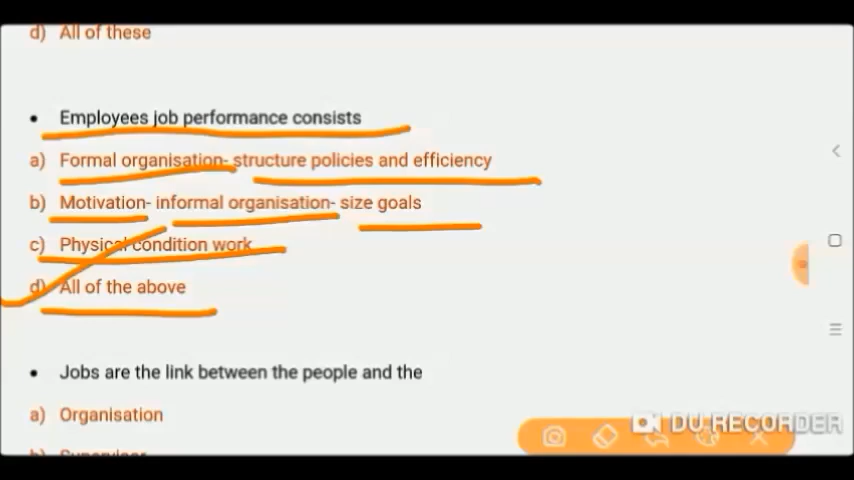 d) All of these
• Employees job performance consists
a) Formal organisation- structure policies and efficiency
b) Motivation- informal organisation- size goals
c) Physical condition work
d) All of the above
• Jobs are the link between the people and the
a) Organisation
b) Supervisor
DU RECORDER